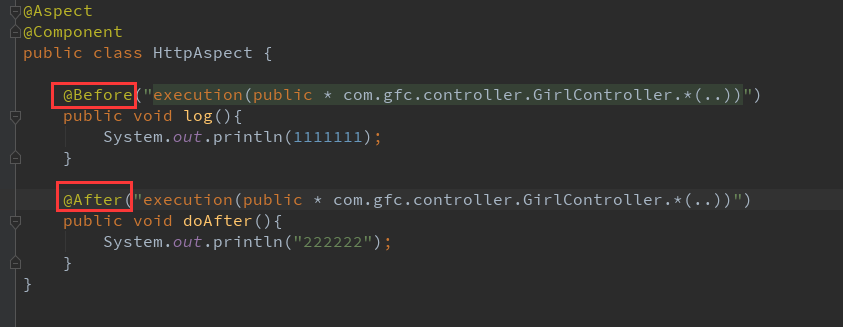 @Aspect
@Component
public class HttpAspect {
@Before("execution(public * com.gfc.controller.GirlController.*(..))")
public void log(){
System.out.println(1111111);
}
@After("execution(public * com.gfc.controller.GirlController.*(..))")
public void doAfter(){
System.out.println("222222");
}
}